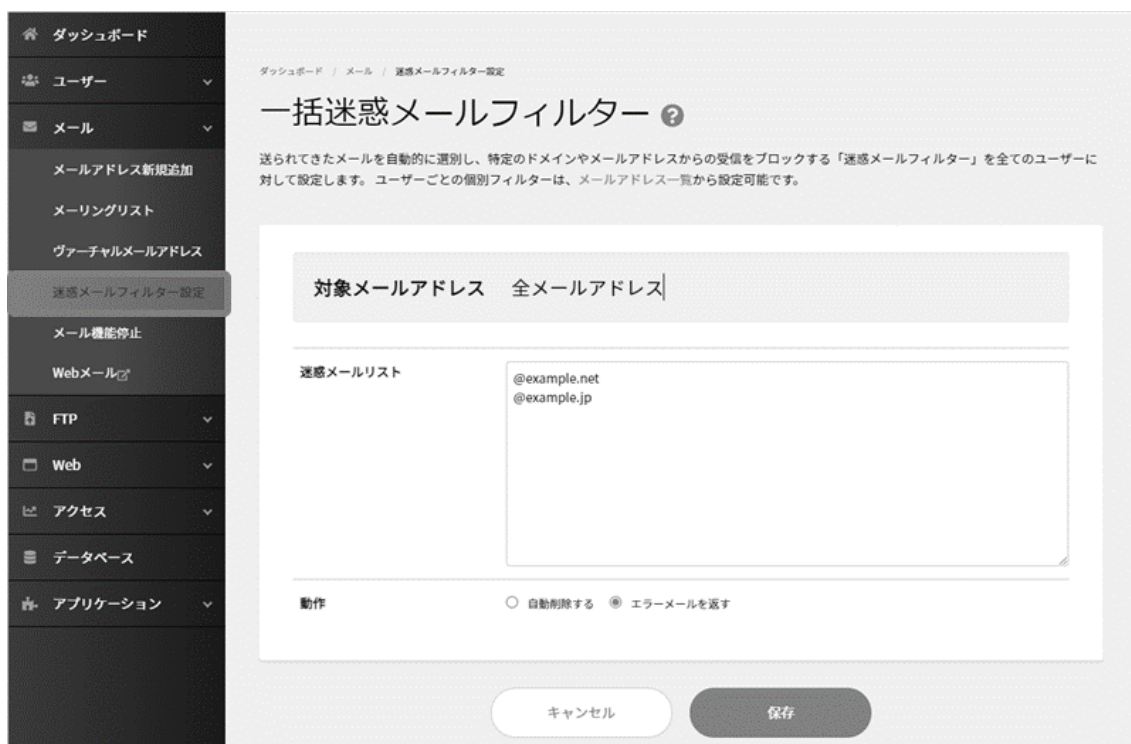 ダッシュボード
ユーザー
メール
メールアドレス新規追加
メーリングリスト
ヴァーチャルメールアドレス
迷惑メールフィルター設定
メール機能停止
Webメール
FTP
Web
アクセス
データベース
アプリケーション
ダッシュボード / メール / 迷惑メールフィルター設定
一括迷惑メールフィルター ?
送られてきたメールを自動的に選別し、特定のドメインやメールアドレスからの受信をブロックする「迷惑メールフィルター」を全てのユーザーに
対して設定します。 ユーザーごとの個別フィルターは、メールアドレス一覧から設定可能です。
対象メールアドレス 全メールアドレス
迷惑メールリスト
@example.net
@example.jp
動作 自動削除する エラーメールを返す
キャンセル 保存